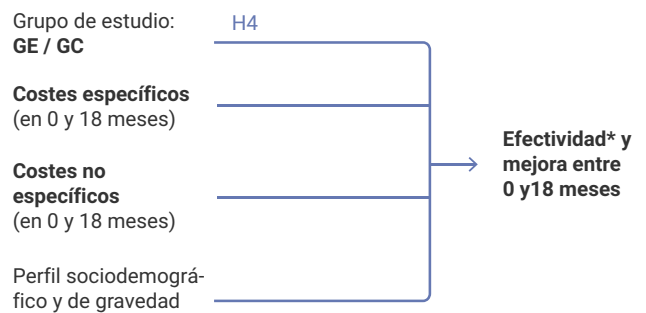 Grupo de estudio:
GE / GC
H4
Costes específicos
(en 0 y 18 meses)
Costes no
específicos
(en 0 y 18 meses)
Perfil sociodemográ-
fico y de gravedad
Efectividad* y
mejora entre
0 y18 meses